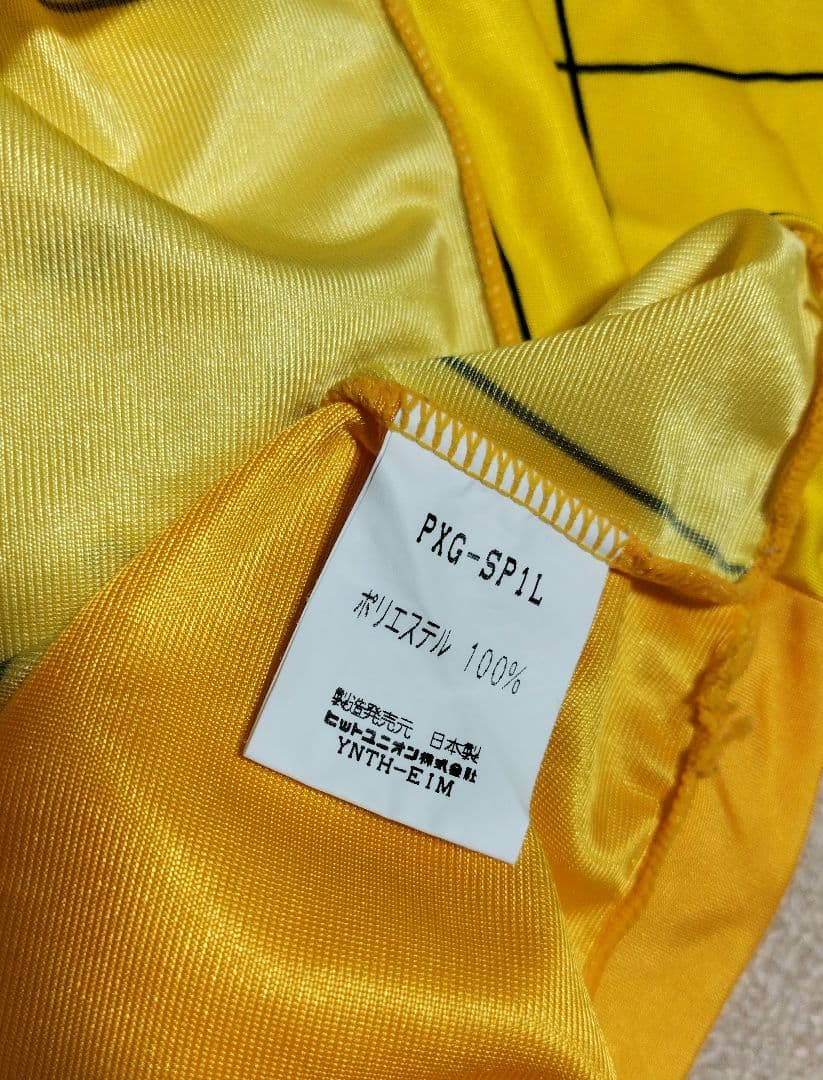 PXG-SP1L
ポリエステル 100%
製造発売元 日本製
ヒットユニオン株式会社
YNTH-E1M